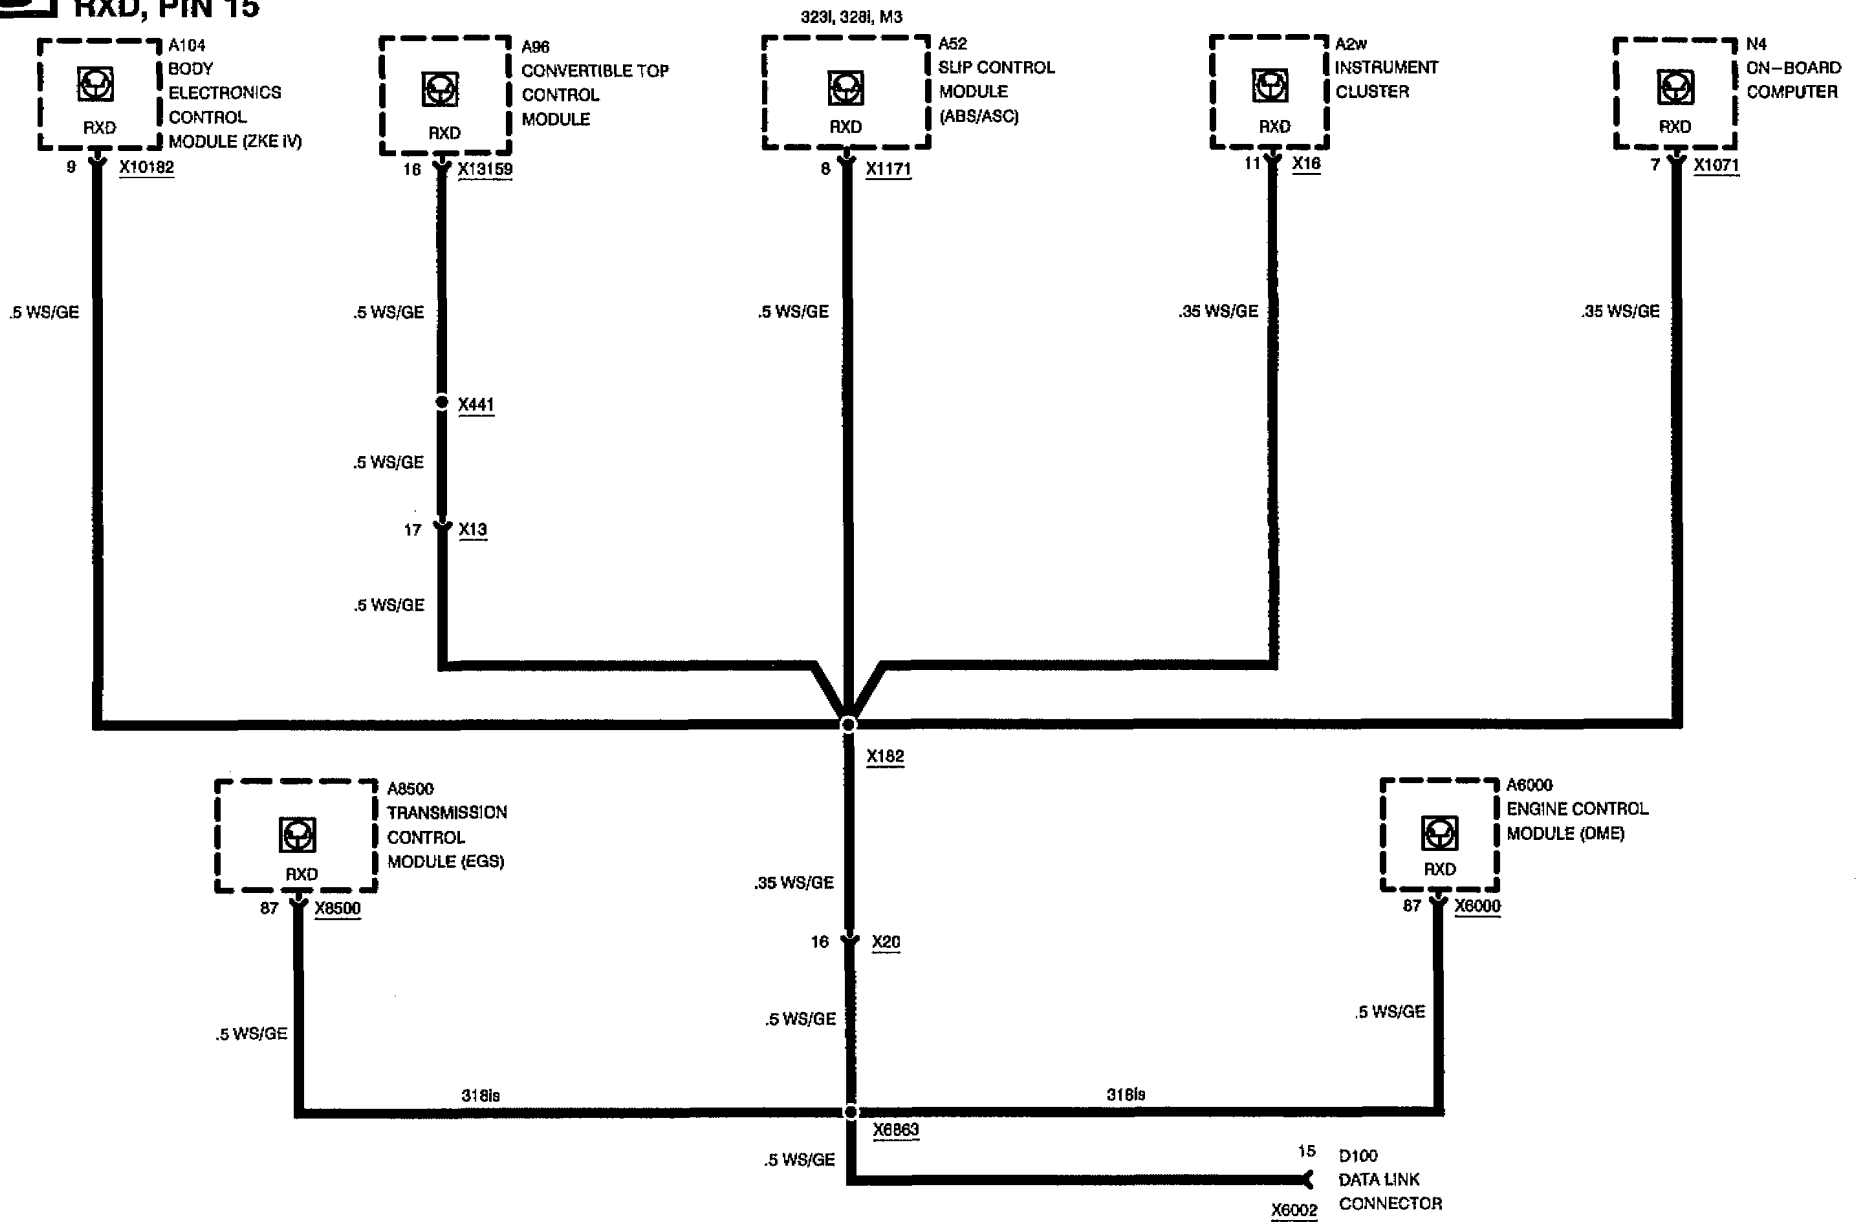 RXD, PIN 15
323i, 328i, M3
A104
BODY
ELECTRONICS
CONTROL
MODULE (ZKE IV)
RXD
9 X10182
A96
CONVERTIBLE TOP
CONTROL
MODULE
RXD
16 X13159
A52
SLIP CONTROL
MODULE
(ABS/ASC)
RXD
8 X1171
A2w
INSTRUMENT
CLUSTER
RXD
11 X16
N4
ON-BOARD
COMPUTER
RXD
7 X1071
.5 WS/GE
.5 WS/GE
.5 WS/GE
.35 WS/GE
.35 WS/GE
X441
.5 WS/GE
17 X13
.5 WS/GE
X182
A8500
TRANSMISSION
CONTROL
MODULE (EGS)
RXD
87 X8500
A6000
ENGINE CONTROL
MODULE (DME)
RXD
87 X6000
.35 WS/GE
16 X20
.5 WS/GE
.5 WS/GE
.5 WS/GE
318is
318is
X6863
.5 WS/GE
15 D100
DATA LINK
CONNECTOR
X6002